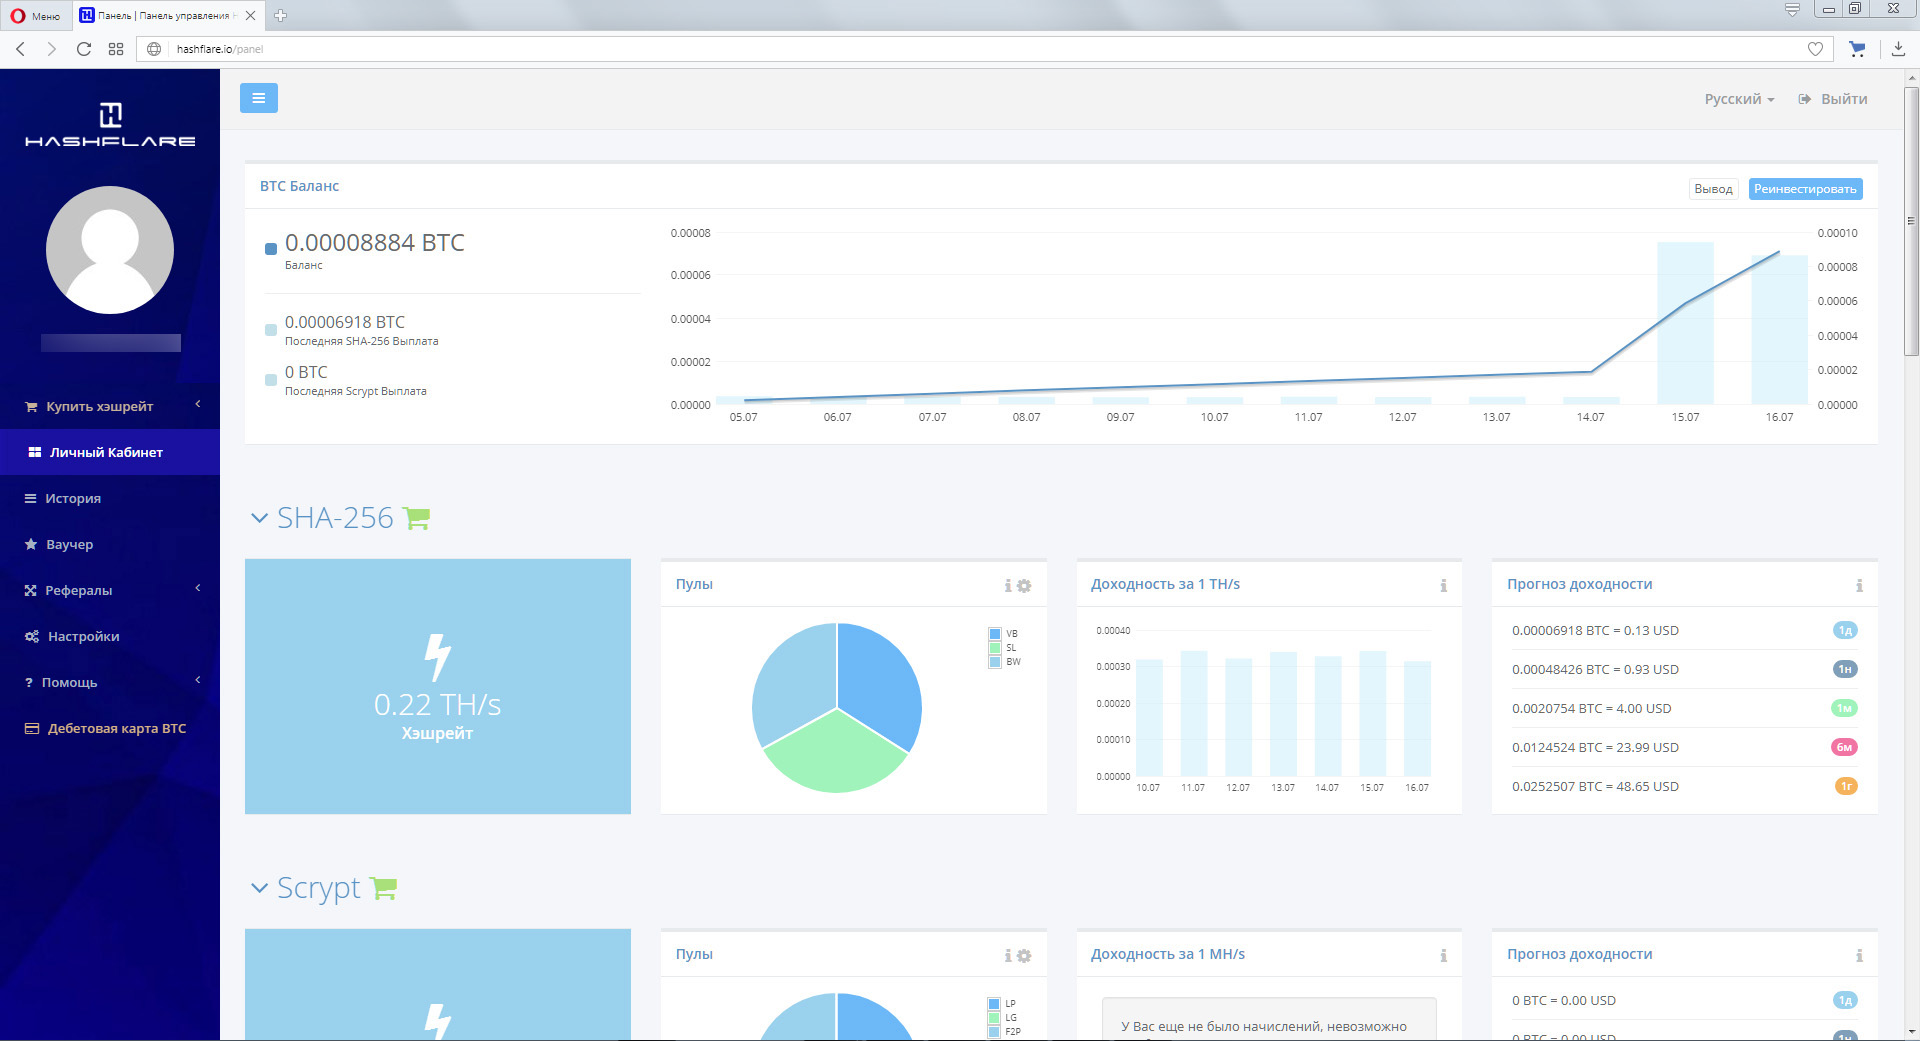 Меню
Панель | Панель управления
hashflare.io/panel
HASHFLARE
Русский
Выйти
Купить хэшрейт
Личный Кабинет
История
Ваучер
Рефералы
Настройки
Помощь
Дебетовая карта BTC
BTC Баланс
Вывод
Реинвестировать
0.00008884 BTC
Баланс
0.00006918 BTC
Последняя SHA-256 Выплата
0 BTC
Последняя Scrypt Выплата
0.00008
0.00006
0.00004
0.00002
0.00000
0.00010
0.00008
0.00006
0.00004
0.00002
0.00000
05.07 06.07 07.07 08.07 09.07 10.07 11.07 12.07 13.07 14.07 15.07 16.07
SHA-256
0.22 TH/s
Хэшрейт
Пулы
VB
SL
BW
Доходность за 1 TH/s
0.00040
0.00030
0.00020
0.00010
0.00000
10.07 11.07 12.07 13.07 14.07 15.07 16.07
Прогноз доходности
0.00006918 BTC = 0.13 USD 1д
0.00048426 BTC = 0.93 USD 1н
0.0020754 BTC = 4.00 USD 1м
0.0124524 BTC = 23.99 USD 6м
0.0252507 BTC = 48.65 USD 1г
Scrypt
Пулы
LP
LG
F2P
Доходность за 1 MH/s
У Вас еще не было начислений, невозможно
Прогноз доходности
0 BTC = 0.00 USD 1д
0 BTC = 0.00 USD 1н